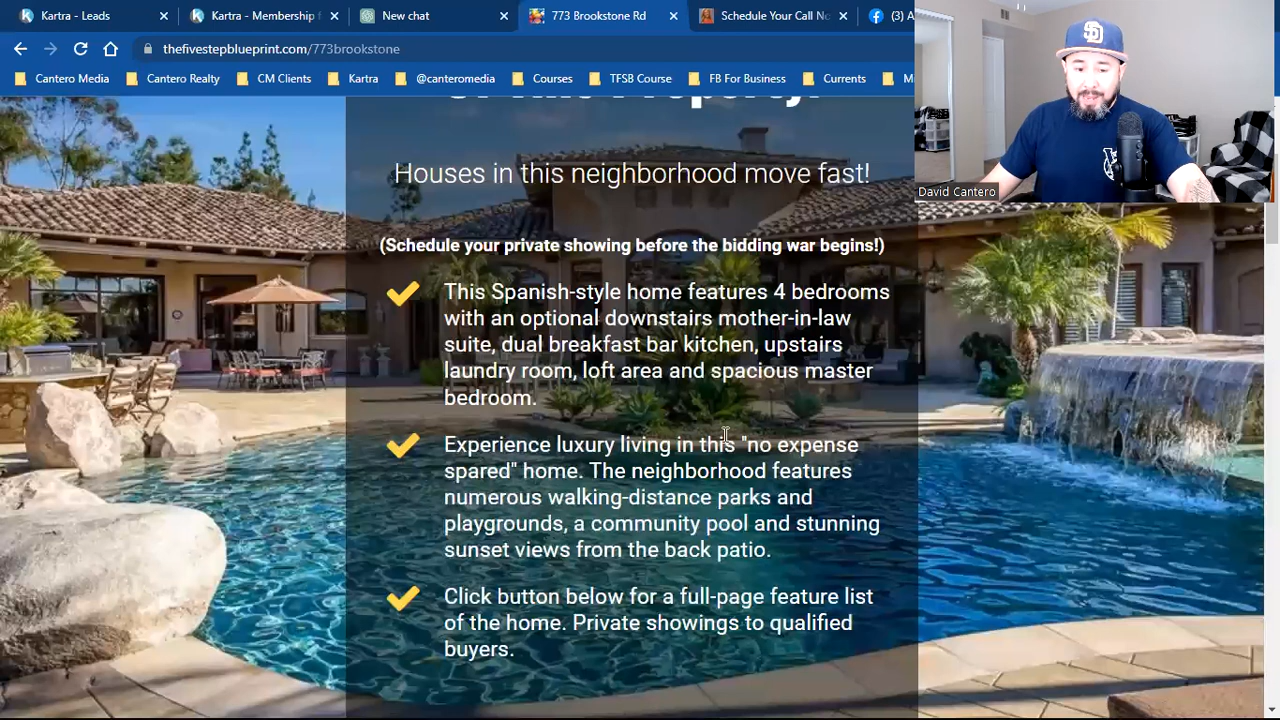 Kartra - Leads
Kartra - Membership f
New chat
773 Brookstone Rd
Schedule Your Call No
(3) A
thefivestepblueprint.com/773brookstone
Cantero Media
Cantero Realty
CM Clients
Kartra
@canteromedia
Courses
TFSB Course
FB For Business
Currents
M
David Cantero
Houses in this neighborhood move fast!
(Schedule your private showing before the bidding war begins!)
This Spanish-style home features 4 bedrooms
with an optional downstairs mother-in-law
suite, dual breakfast bar kitchen, upstairs
laundry room, loft area and spacious master
bedroom.
Experience luxury living in this "no expense
spared" home. The neighborhood features
numerous walking-distance parks and
playgrounds, a community pool and stunning
sunset views from the back patio.
Click button below for a full-page feature list
of the home. Private showings to qualified
buyers.